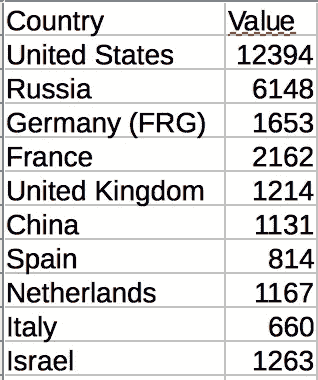 Country Value
United States 12394
Russia 6148
Germany (FRG) 1653
France 2162
United Kingdom 1214
China 1131
Spain 814
Netherlands 1167
Italy 660
Israel 1263